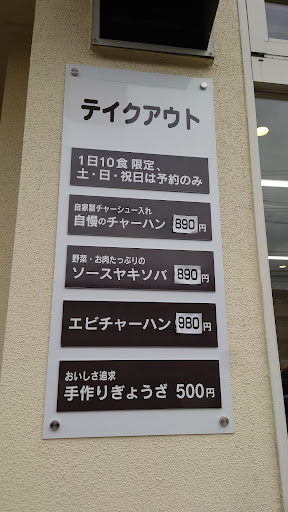 テイクアウト
1日10食限定、
土・日・祝日は予約のみ
自家製チャーシュー入れ
自慢のチャーハン 890円
野菜・お肉たっぷりの
ソースヤキソバ 890円
エビチャーハン 980円
おいしさ追求
手作りぎょうざ 500円